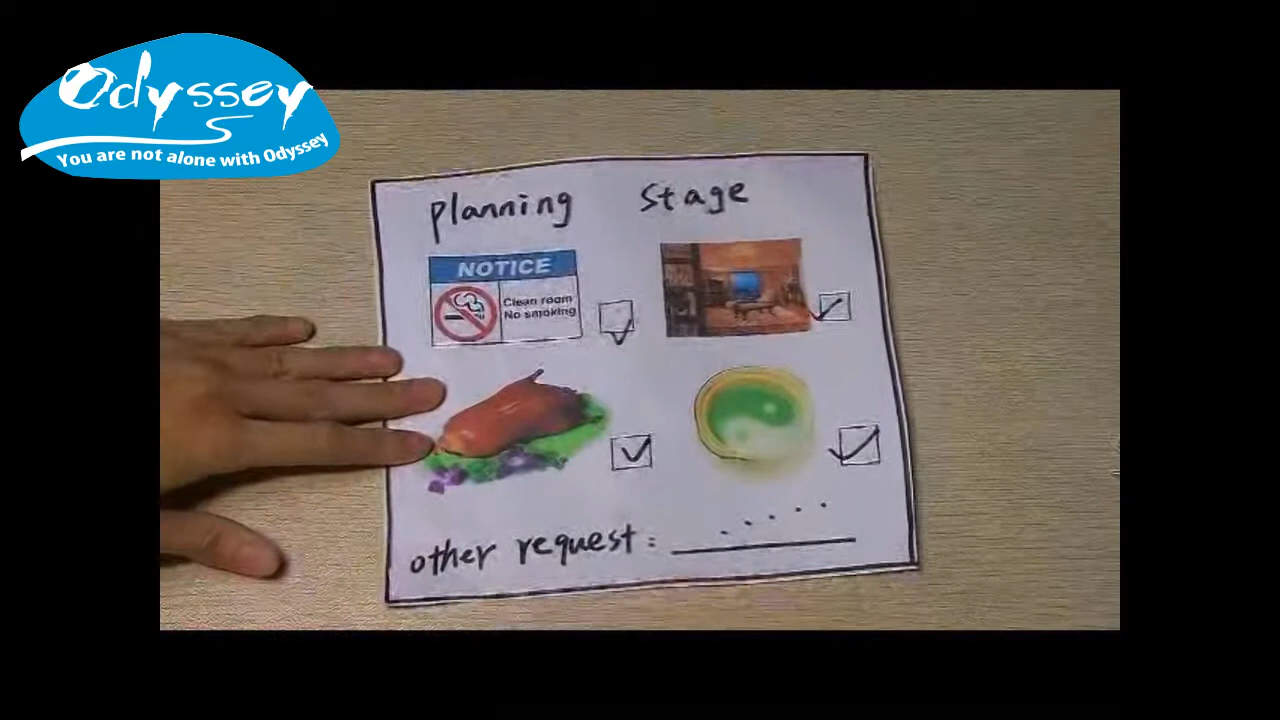 Odyssey
You are not alone with Odyssey
planning stage
NOTICE
Clean room
No smoking
other request: .....